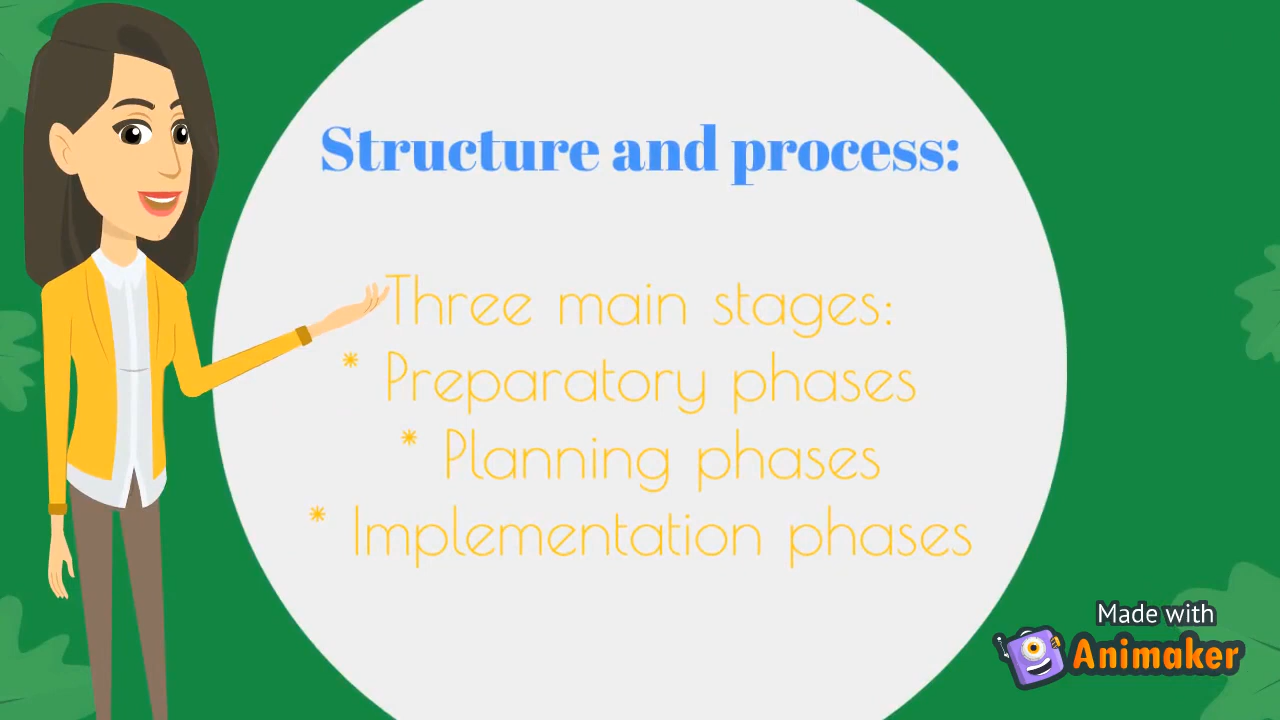 Structure and process:
Three main stages:
* Preparatory phases
* Planning phases
* Implementation phases
Made with
Animaker